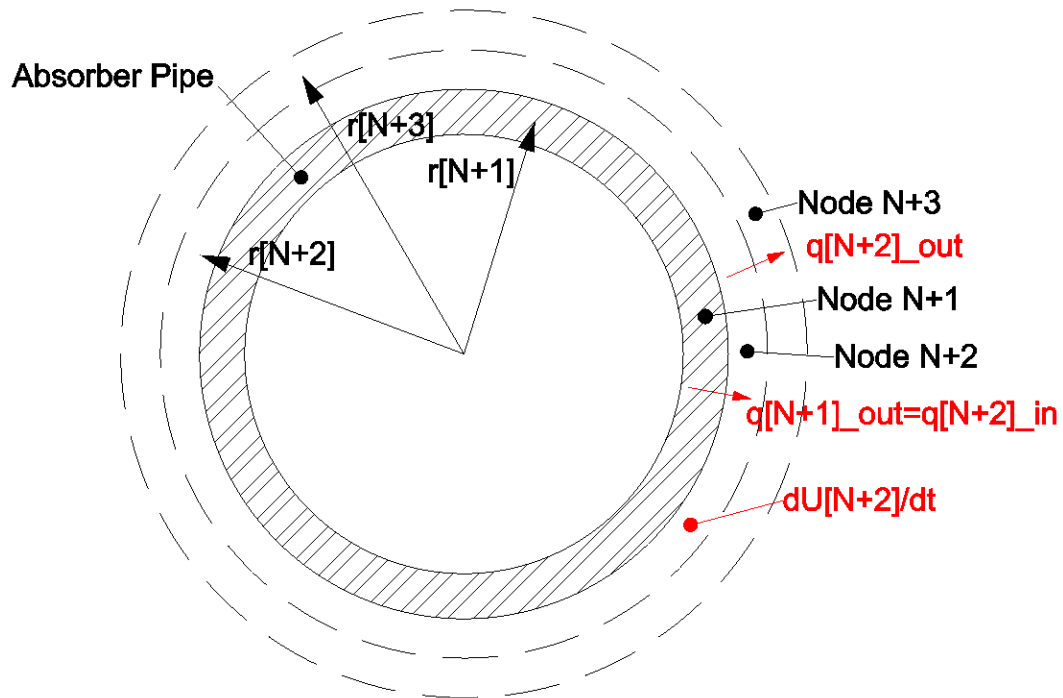 Absorber Pipe
r[N+3]
r[N+1]
r[N+2]
Node N+3
q[N+2]_out
Node N+1
Node N+2
q[N+1]_out=q[N+2]_in
dU[N+2]/dt